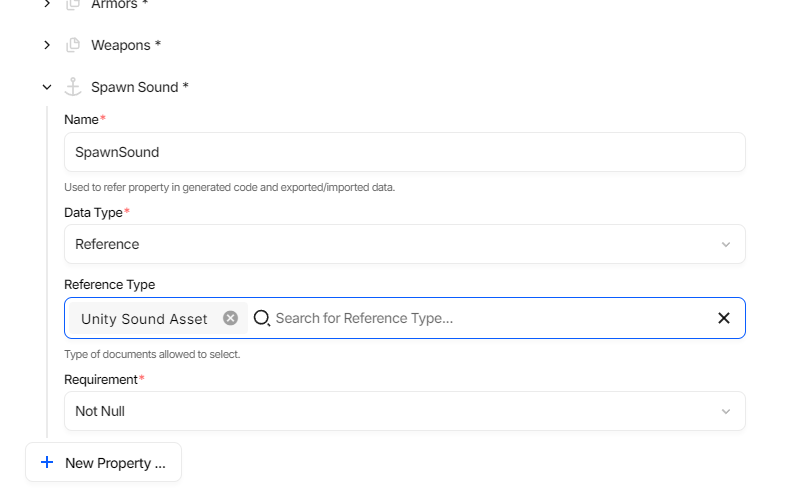 Armors *
Weapons *
Spawn Sound *
Name*
SpawnSound
Used to refer property in generated code and exported/imported data.
Data Type*
Reference
Reference Type
Unity Sound Asset Search for Reference Type...
Type of documents allowed to select.
Requirement*
Not Null
New Property ...